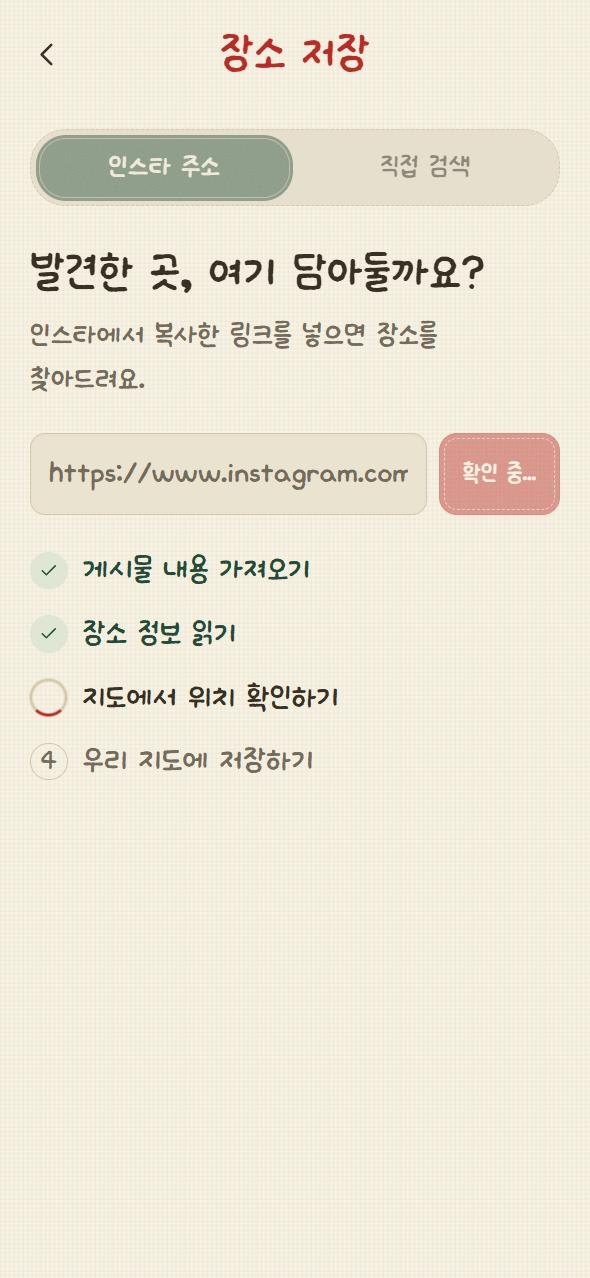 장소 저장
인스타 주소
직접 검색
발견한 곳, 여기 담아둘까요?
인스타에서 복사한 링크를 넣으면 장소를
찾아드려요.
https://www.instagram.com
확인 중...
게시물 내용 가져오기
장소 정보 읽기
지도에서 위치 확인하기
4 우리 지도에 저장하기